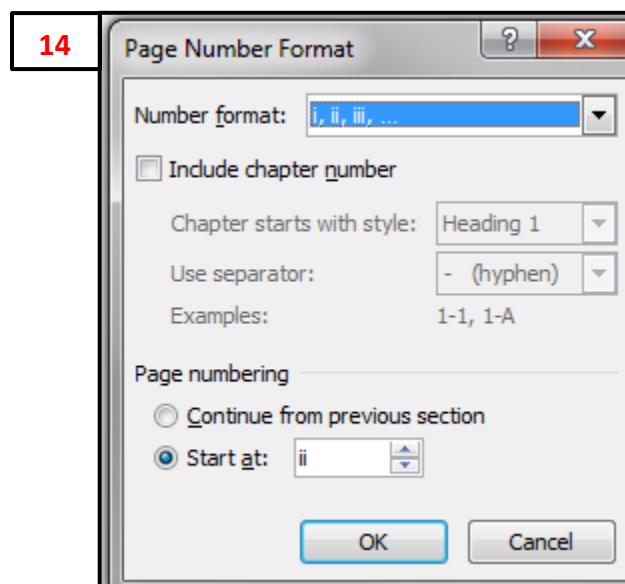 14
Page Number Format
Number format: i, ii, iii, ...
Include chapter number
Chapter starts with style: Heading 1
Use separator: - (hyphen)
Examples: 1-1, 1-A
Page numbering
Continue from previous section
Start at: ii
OK Cancel